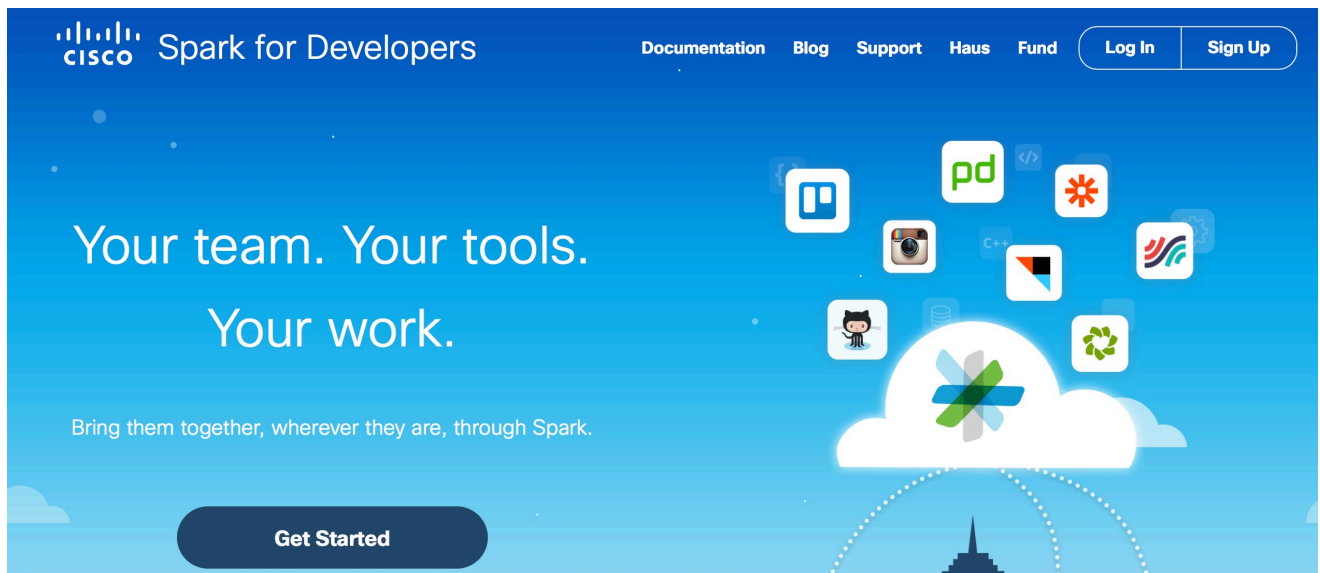 CISCO Spark for Developers
Documentation Blog Support Haus Fund Log In Sign Up
pd
</>
{}
C++
Your team. Your tools.
Your work.
Bring them together, wherever they are, through Spark.
Get Started